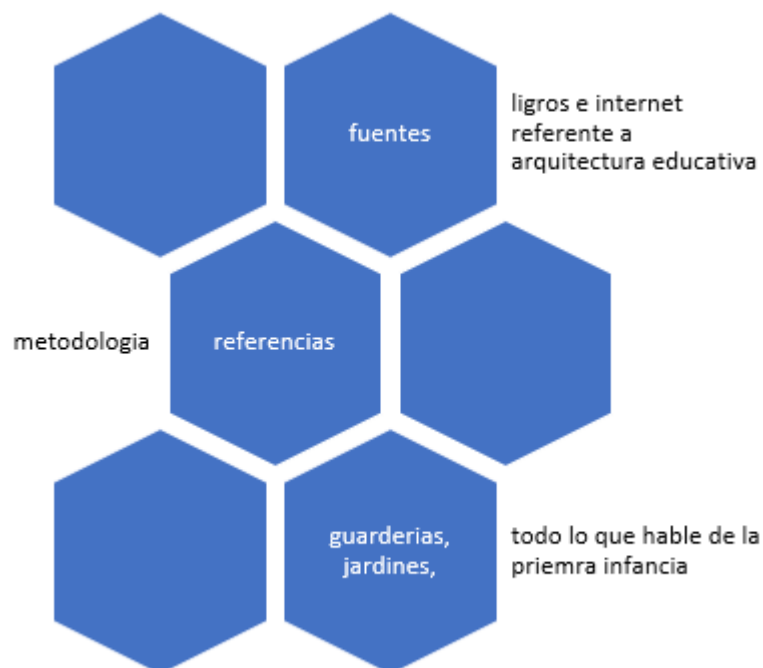 fuentes
ligros e internet
referente a
arquitectura educativa
metodologia
referencias
guarderias,
jardines,
todo lo que hable de la
priemra infancia